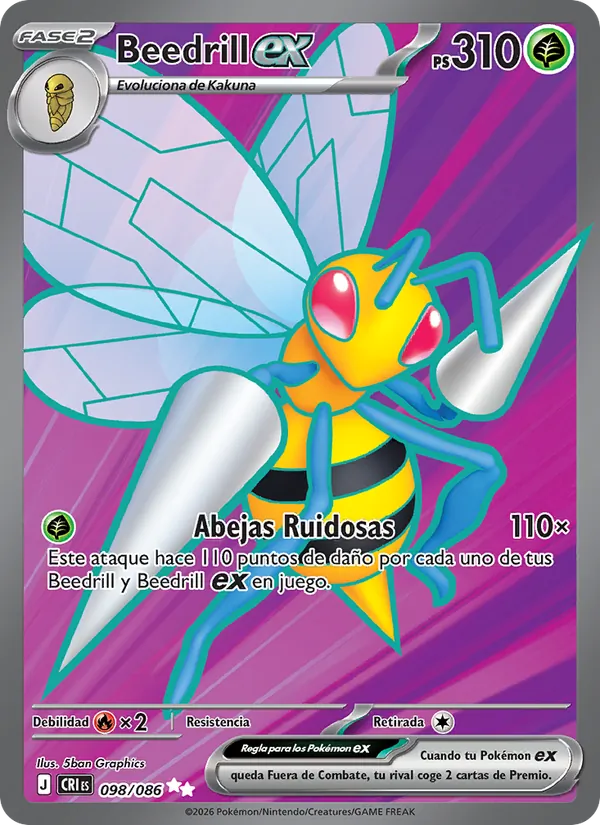 FASE 2
Beedrill ex
PS 310
Evoluciona de Kakuna
Abejas Ruidosas 110×
Este ataque hace 110 puntos de daño por cada uno de tus
Beedrill y Beedrill ex en juego.
Debilidad ×2 Resistencia Retirada
Ilus. 5ban Graphics
Regla para los Pokémon ex Cuando tu Pokémon ex
queda Fuera de Combate, tu rival coge 2 cartas de Premio.
J CRI ES 098/086
©2026 Pokémon/Nintendo/Creatures/GAME FREAK